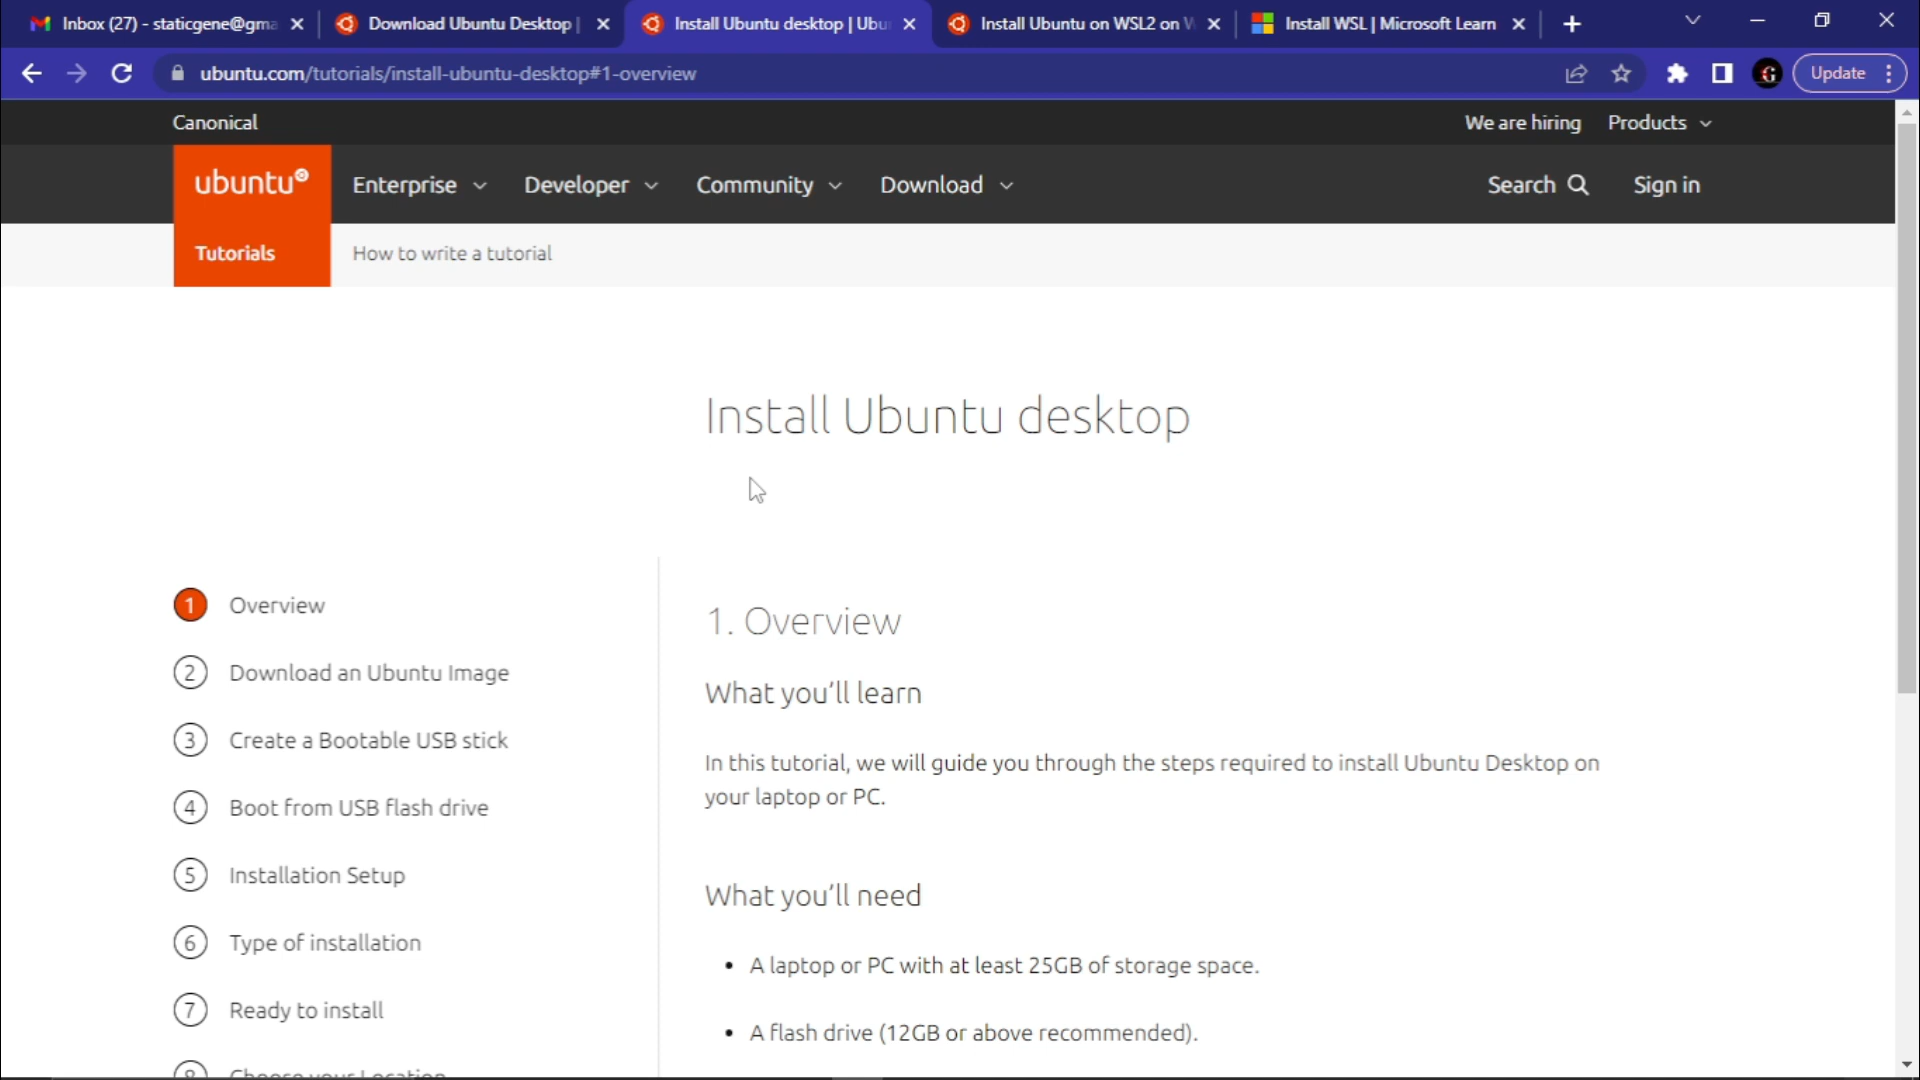 Inbox (27) - staticgene@gma
Download Ubuntu Desktop |
Install Ubuntu desktop | Ubu
Install Ubuntu on WSL2 on W
Install WSL | Microsoft Learn
ubuntu.com/tutorials/install-ubuntu-desktop#1-overview
G
Update
Canonical
We are hiring
Products
ubuntu
Enterprise
Developer
Community
Download
Search
Sign in
Tutorials
How to write a tutorial
Install Ubuntu desktop
1 Overview
2 Download an Ubuntu Image
3 Create a Bootable USB stick
4 Boot from USB flash drive
5 Installation Setup
6 Type of installation
7 Ready to install
8 Choose your Location
1. Overview
What you’ll learn
In this tutorial, we will guide you through the steps required to install Ubuntu Desktop on
your laptop or PC.
What you’ll need
• A laptop or PC with at least 25GB of storage space.
• A flash drive (12GB or above recommended).